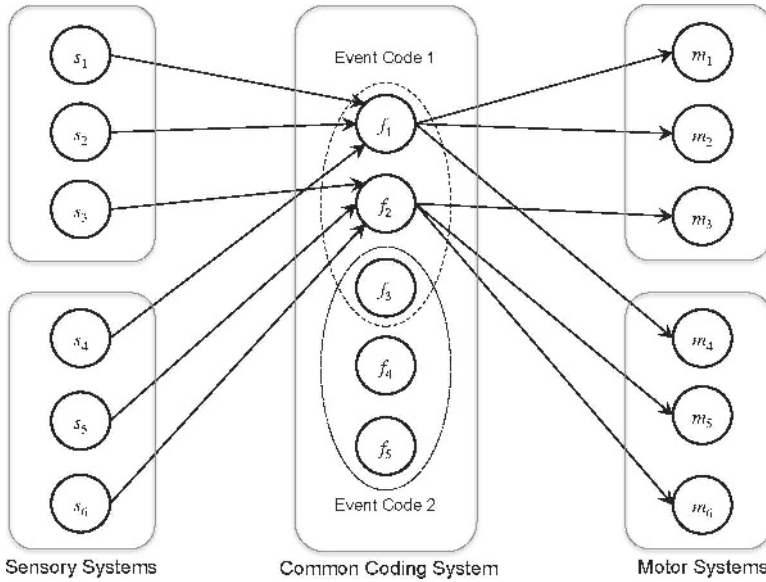 Event Code 1
s1
s2
s3
s4
s5
s6
f1
f2
f3
f4
f5
m1
m2
m3
m4
m5
m6
Event Code 2
Sensory Systems
Common Coding System
Motor Systems